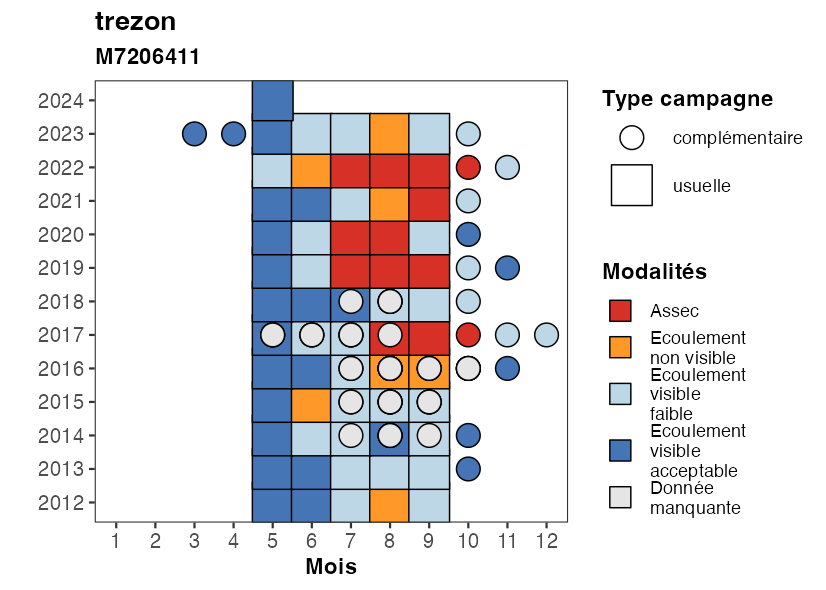 trezon
M7206411
2024
2023
2022
2021
2020
2019
2018
2017
2016
2015
2014
2013
2012
1 2 3 4 5 6 7 8 9 10 11 12
Mois
Type campagne
complémentaire
usuelle
Modalités
Assec
Ecoulement
non visible
Ecoulement
visible
faible
Ecoulement
visible
acceptable
Donnée
manquante